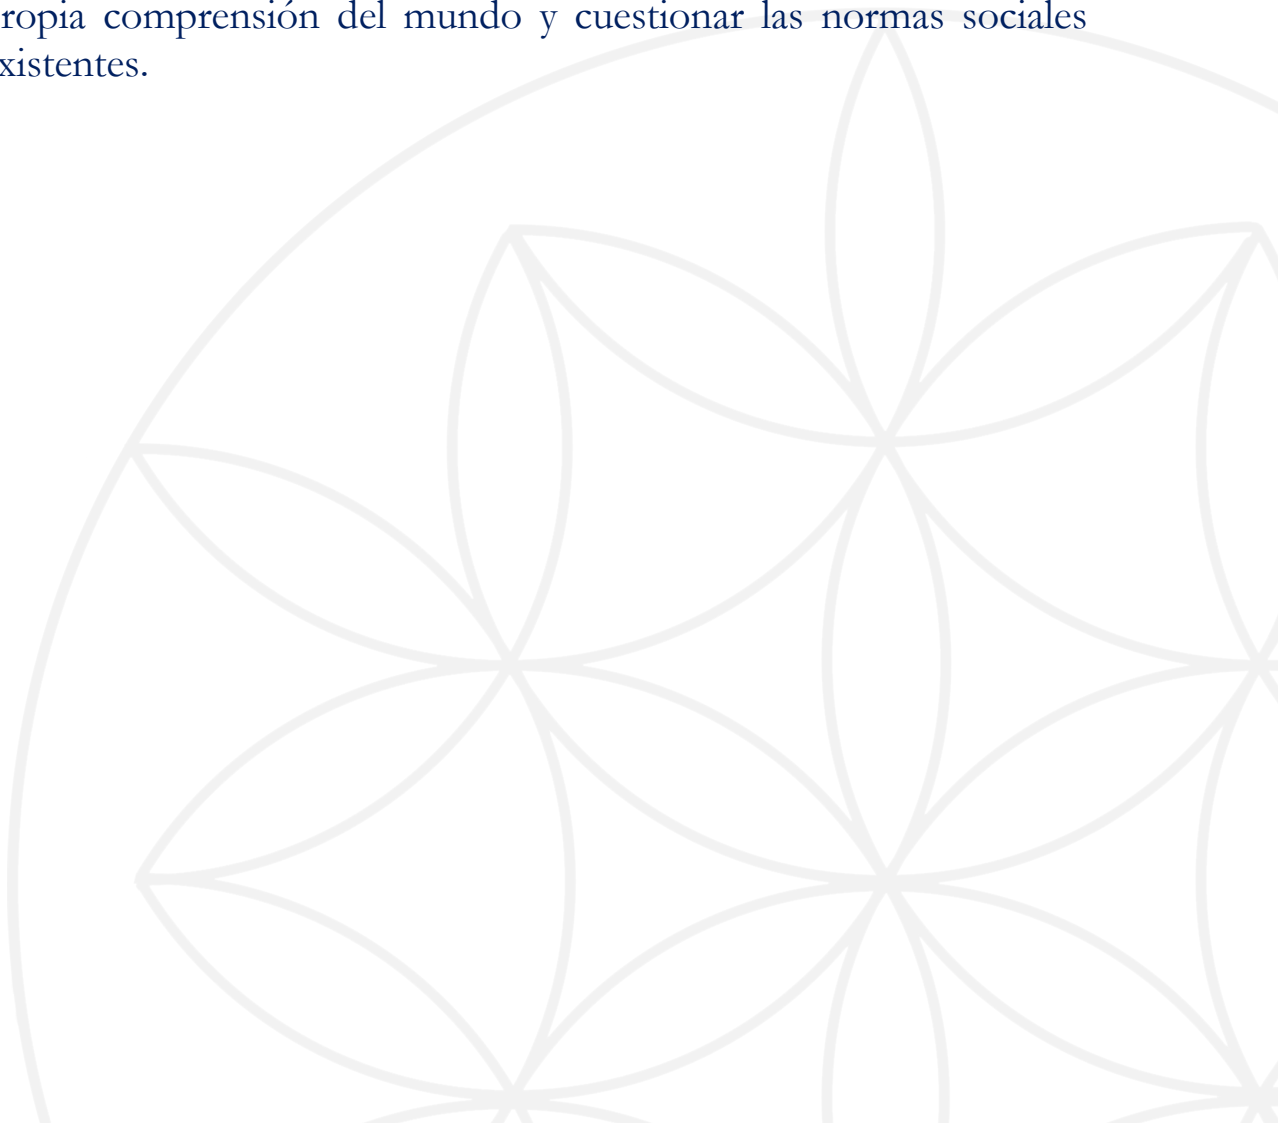 ropia comprensión del mundo y cuestionar las normas sociales
xistentes.